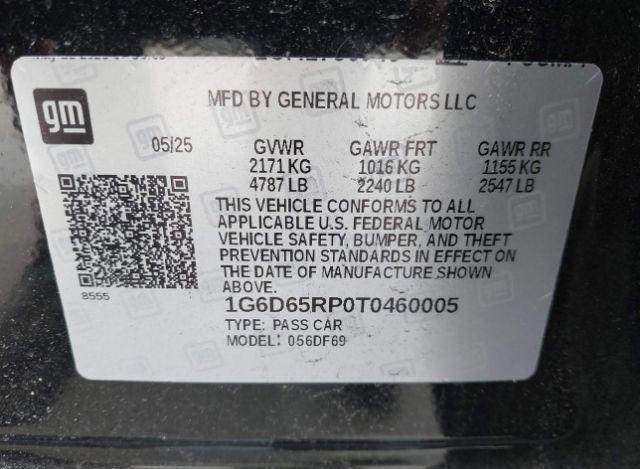 gm
MFD BY GENERAL MOTORS LLC
05/25 GVWR GAWR FRT GAWR RR
2171 KG 1016 KG 1155 KG
4787 LB 2240 LB 2547 LB
THIS VEHICLE CONFORMS TO ALL
APPLICABLE U.S. FEDERAL MOTOR
VEHICLE SAFETY, BUMPER, AND THEFT
PREVENTION STANDARDS IN EFFECT ON
THE DATE OF MANUFACTURE SHOWN
ABOVE.
8555
1G6D65RP0T0460005
TYPE: PASS CAR
MODEL: 056DF69